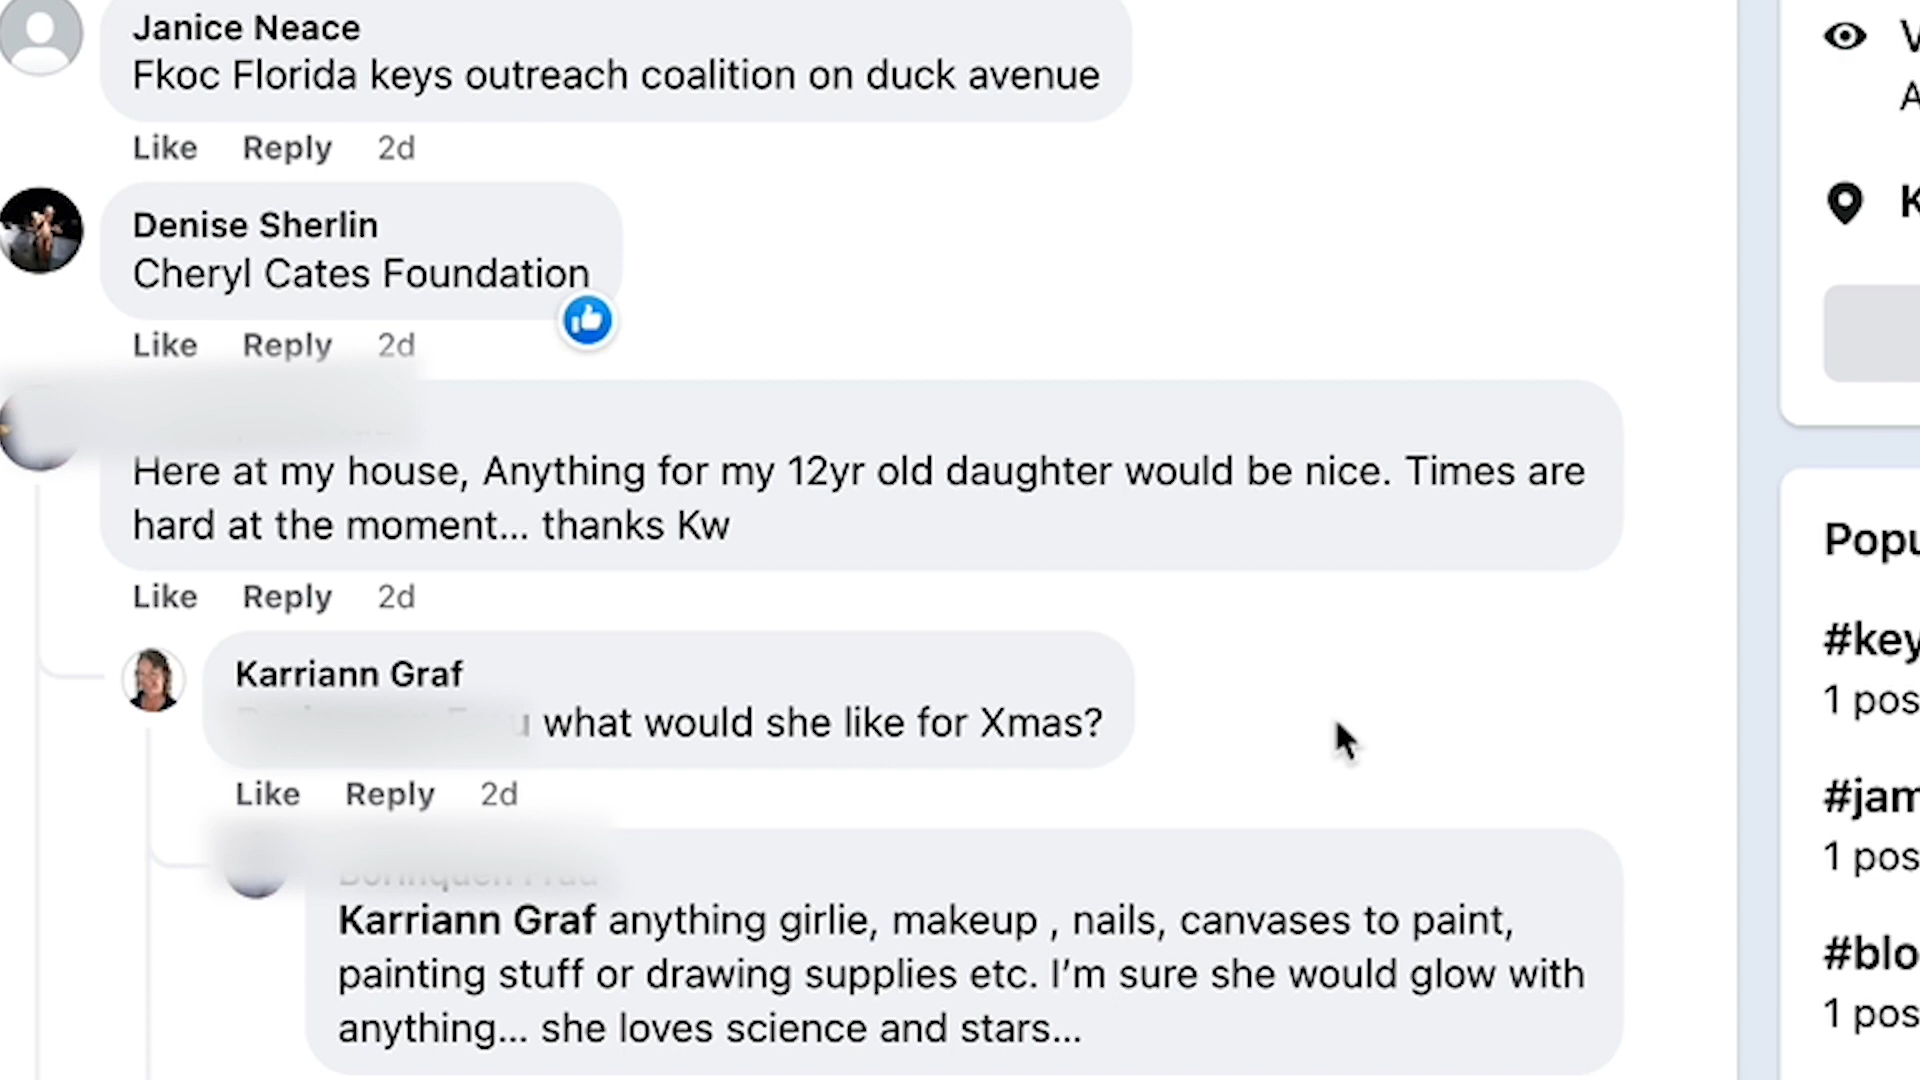 Janice Neace
Fkoc Florida keys outreach coalition on duck avenue
Like Reply 2d
Denise Sherlin
Cheryl Cates Foundation
Like Reply 2d
Here at my house, Anything for my 12yr old daughter would be nice. Times are
hard at the moment... thanks Kw
Like Reply 2d
Karriann Graf
what would she like for Xmas?
Like Reply 2d
Karriann Graf anything girlie, makeup , nails, canvases to paint,
painting stuff or drawing supplies etc. I'm sure she would glow with
anything... she loves science and stars...
V
A
K
Popu
#key
1 pos
#jam
1 pos
#blo
1 pos